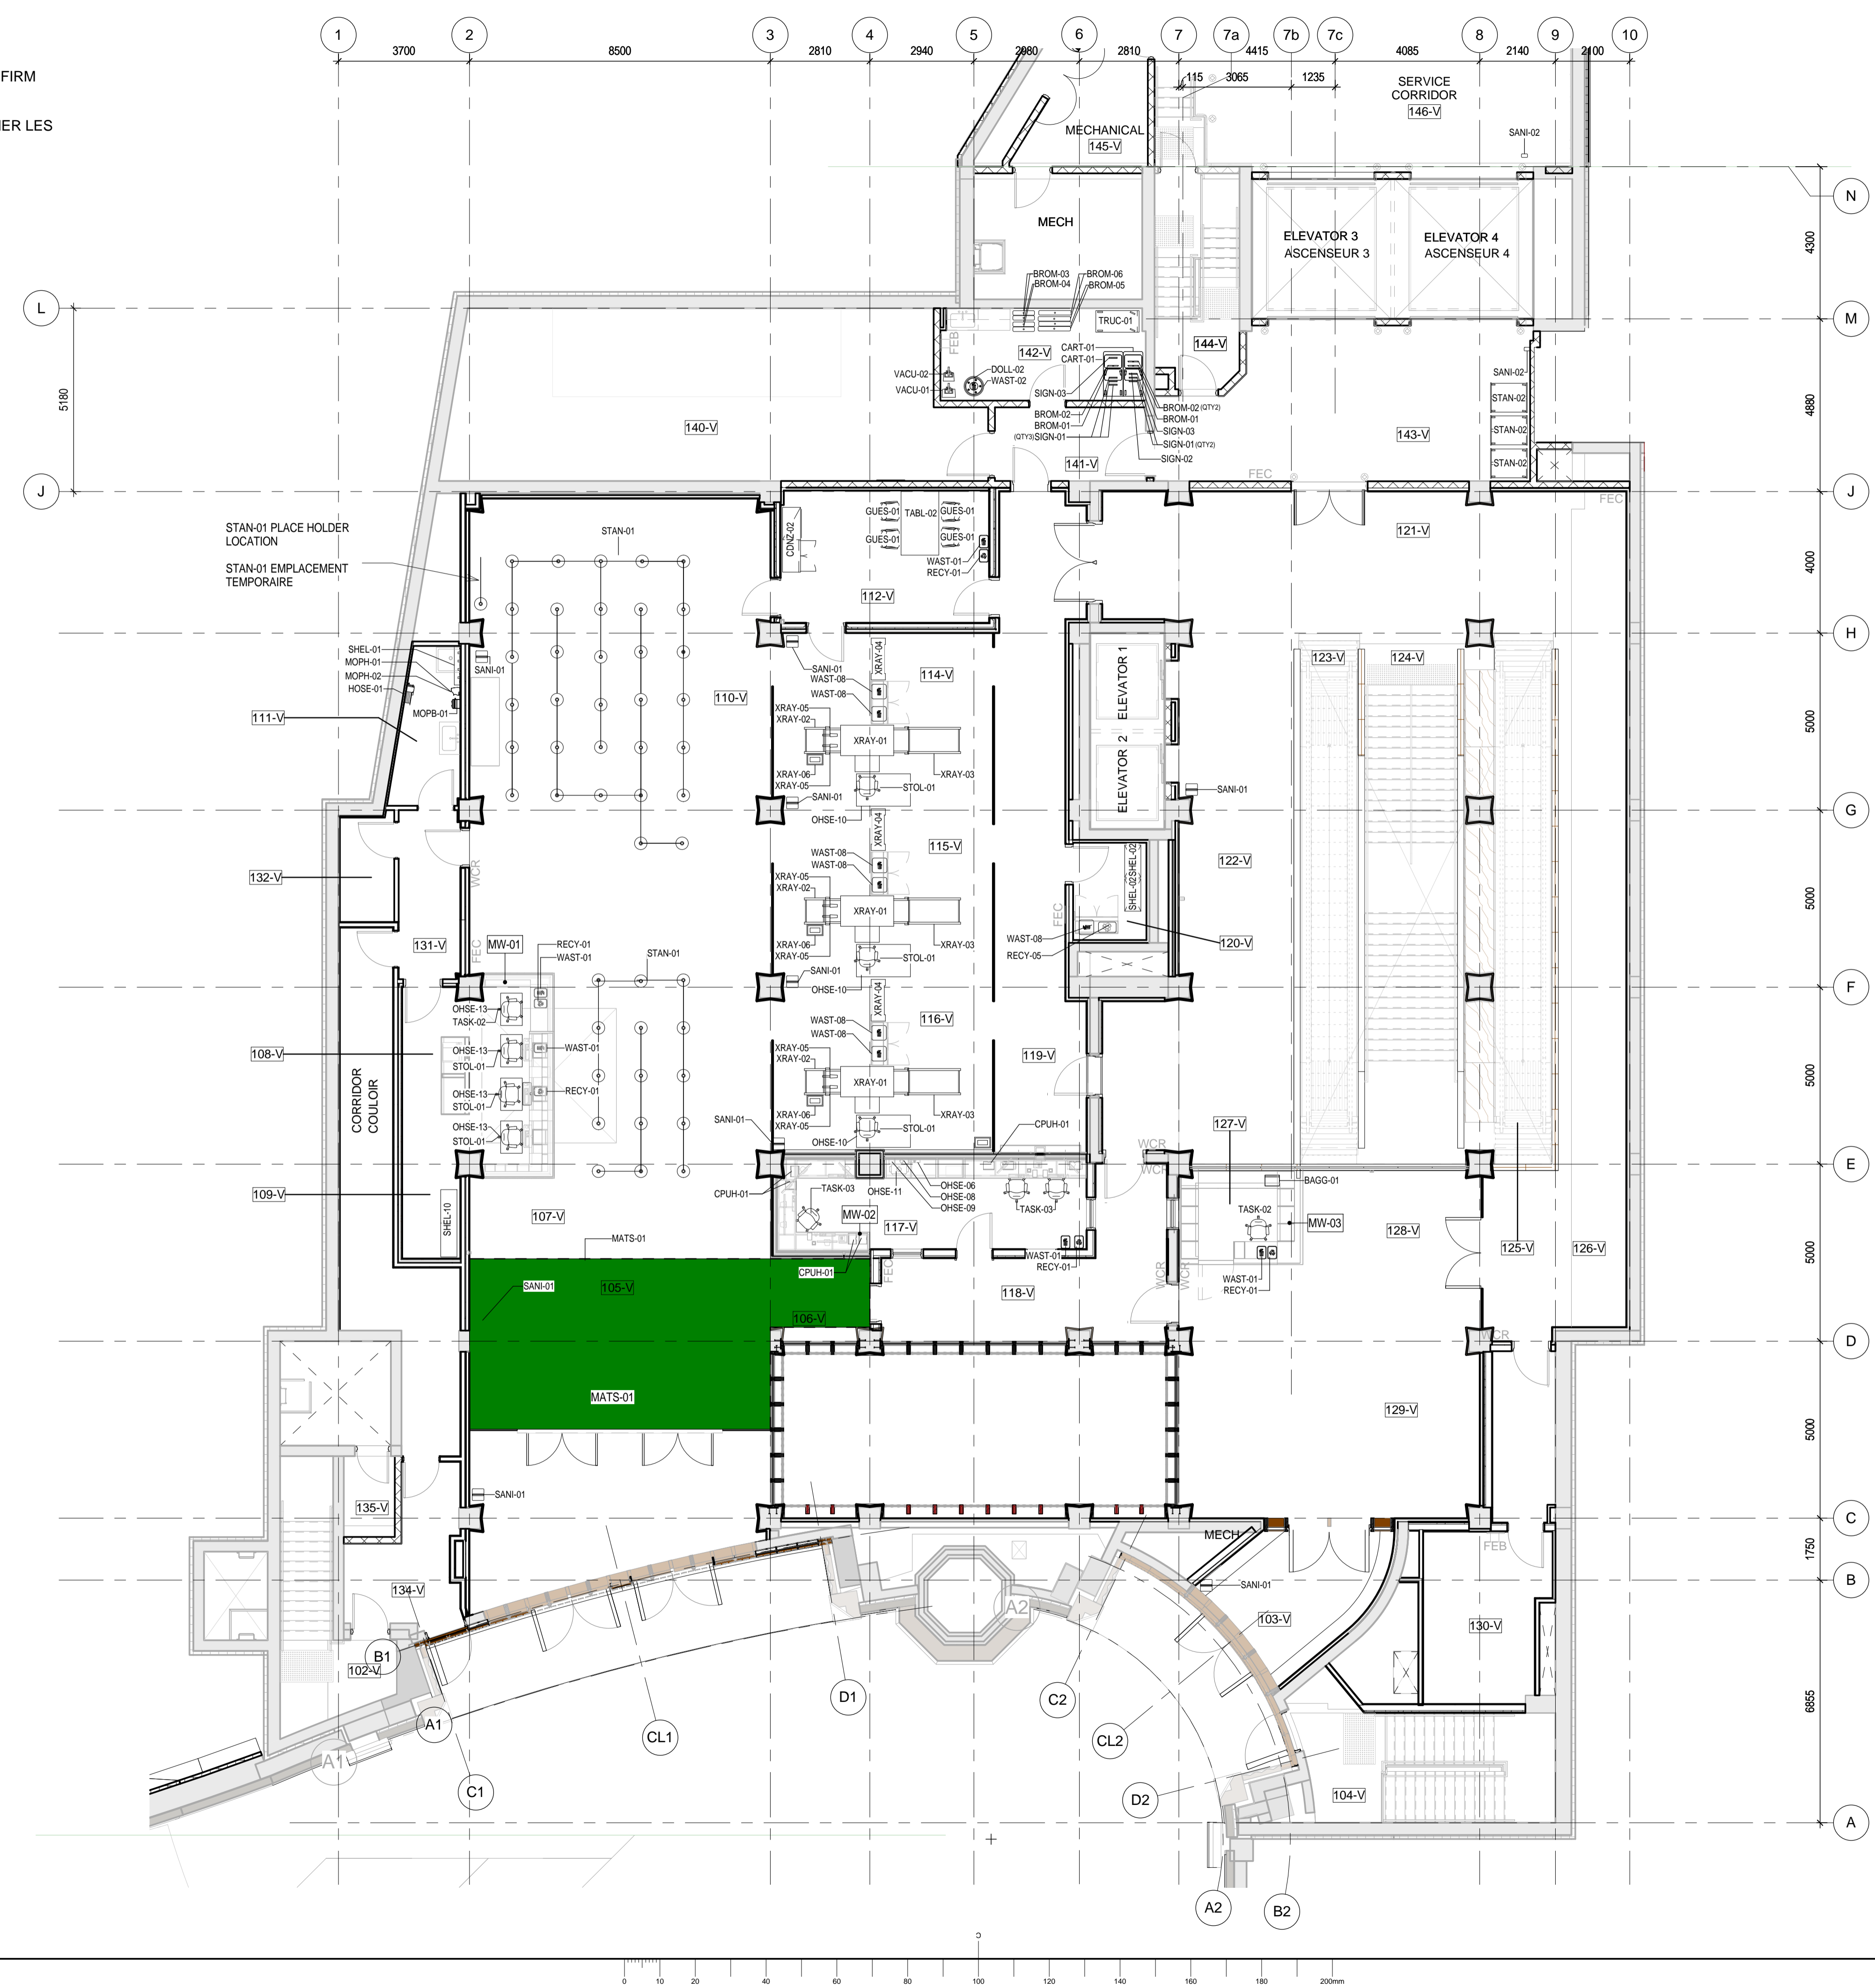 1
2
3
4
5
6
7
7a
7b
7c
8
9
10
3700
8500
2810
2940
2980
2810
4415
4085
2140
2100
115
3065
1235
FIRM
IER LES
SERVICE
CORRIDOR
146-V
SANI-02
MECHANICAL
145-V
N
MECH
ELEVATOR 3
ASCENSEUR 3
ELEVATOR 4
ASCENSEUR 4
4300
BROM-03
BROM-04
BROM-06
BROM-05
TRUC-01
L
M
FEB
142-V
144-V
CART-01
CART-01
VACU-02
VACU-01
DOLL-02
WAST-02
SIGN-03
BROM-02
BROM-01
(QTY3)SIGN-01
BROM-02 (QTY2)
BROM-01
SIGN-03
SIGN-01 (QTY2)
SIGN-02
SANI-02
STAN-02
STAN-02
STAN-02
5180
4880
140-V
141-V
143-V
FEC
FEC
J
J
STAN-01 PLACE HOLDER
LOCATION
STAN-01 EMPLACEMENT
TEMPORAIRE
STAN-01
CDNZ-02
GUES-01
TABL-02
GUES-01
GUES-01
GUES-01
WAST-01
RECY-01
112-V
121-V
4000
H
SHEL-01
MOPH-01
MOPH-02
HOSE-01
MOPB-01
SANI-01
111-V
110-V
SANI-01
WAST-08
WAST-08
XRAY-04
114-V
XRAY-05
XRAY-02
XRAY-01
XRAY-06
XRAY-05
XRAY-03
STOL-01
SANI-01
OHSE-10
ELEVATOR 1
ELEVATOR 2
123-V
124-V
SANI-01
5000
G
XRAY-04
115-V
WAST-08
WAST-08
XRAY-05
XRAY-02
XRAY-01
XRAY-06
XRAY-05
XRAY-03
STOL-01
SANI-01
OHSE-10
132-V
WCR
131-V
FEC
SHEL-02
SHEL-02
FEC
WAST-08
RECY-05
120-V
122-V
5000
F
MW-01
RECY-01
WAST-01
STAN-01
OHSE-13
TASK-02
OHSE-13
STOL-01
OHSE-13
STOL-01
OHSE-13
STOL-01
WAST-01
RECY-01
108-V
CORRIDOR
COULOIR
XRAY-04
116-V
WAST-08
WAST-08
XRAY-05
XRAY-02
XRAY-01
XRAY-06
XRAY-05
XRAY-03
STOL-01
SANI-01
OHSE-10
119-V
CPUH-01
127-V
WCR
WCR
5000
E
109-V
SHEL-10
107-V
CPUH-01
TASK-03
MW-02
OHSE-11
OHSE-06
OHSE-08
OHSE-09
117-V
TASK-03
WAST-01
RECY-01
CPUH-01
BAGG-01
TASK-02
MW-03
WAST-01
RECY-01
128-V
125-V
126-V
5000
MATS-01
SANI-01
105-V
106-V
FEC
118-V
WCR
WCR
WCR
D
MATS-01
129-V
5000
135-V
SANI-01
C
MECH
FEB
1750
B
134-V
102-V
B1
A1
A1
C1
CL1
D1
A2
C2
CL2
D2
SANI-01
103-V
130-V
104-V
6855
A
A2
B2
0
10
20
40
60
80
100
120
140
160
180
200mm